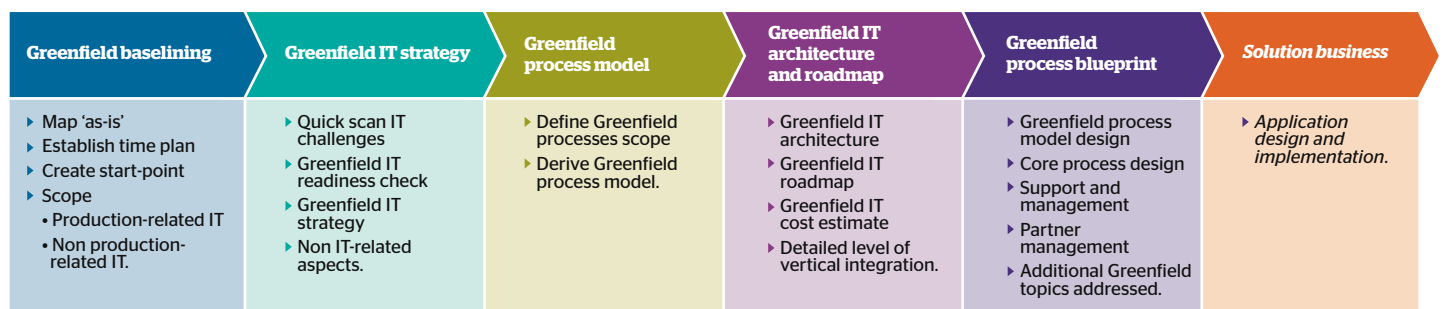 Greenfield baselining
Map ‘as-is’
Establish time plan
Create start-point
Scope
• Production-related IT
• Non production-
related IT.
Greenfield IT strategy
Quick scan IT
challenges
Greenfield IT
readiness check
Greenfield IT
strategy
Non IT-related
aspects.
Greenfield
process model
Define Greenfield
processes scope
Derive Greenfield
process model.
Greenfield IT
architecture
and roadmap
Greenfield IT
architecture
Greenfield IT
roadmap
Greenfield IT
cost estimate
Detailed level of
vertical integration.
Greenfield
process blueprint
Greenfield process
model design
Core process design
Support and
management
Partner
management
Additional Greenfield
topics addressed.
Solution business
Application
design and
implementation.